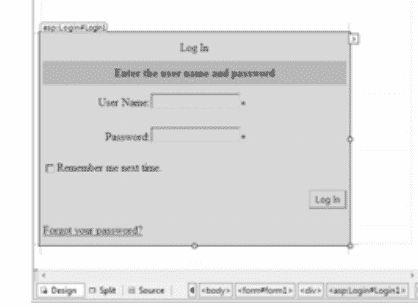 asp:Login#Login1
Log In
Enter the user name and password
User Name: *
Password: *
Remember me next time.
Log In
Forgot your password?
Design Split Source <body> <form#form1> <div> <asp:Login#Login1>